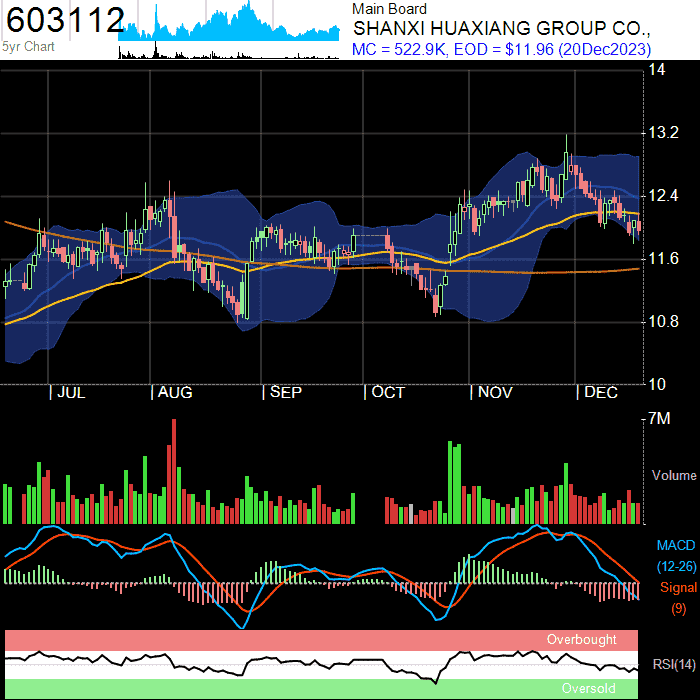 603112
5yr Chart
Main Board
SHANXI HUAXIANG GROUP CO.,
MC = 522.9K, EOD = $11.96 (20Dec2023)
14
13.2
12.4
11.6
10.8
10
JUL AUG SEP OCT NOV DEC
7M
Volume
MACD
(12-26)
Signal
(9)
Overbought
RSI(14)
Oversold